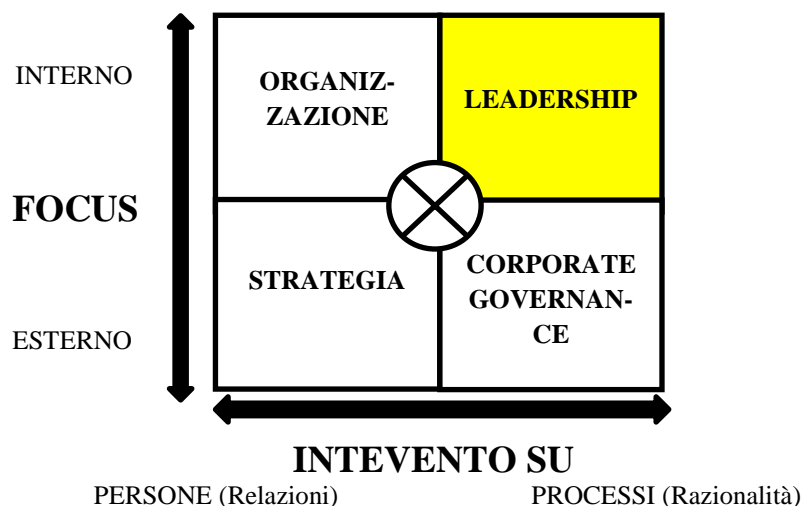 INTERNO
ORGANIZ-
ZAZIONE
LEADERSHIP
FOCUS
STRATEGIA
CORPORATE
GOVERNAN-
CE
ESTERNO
INTEVENTO SU
PERSONE (Relazioni) PROCESSI (Razionalità)